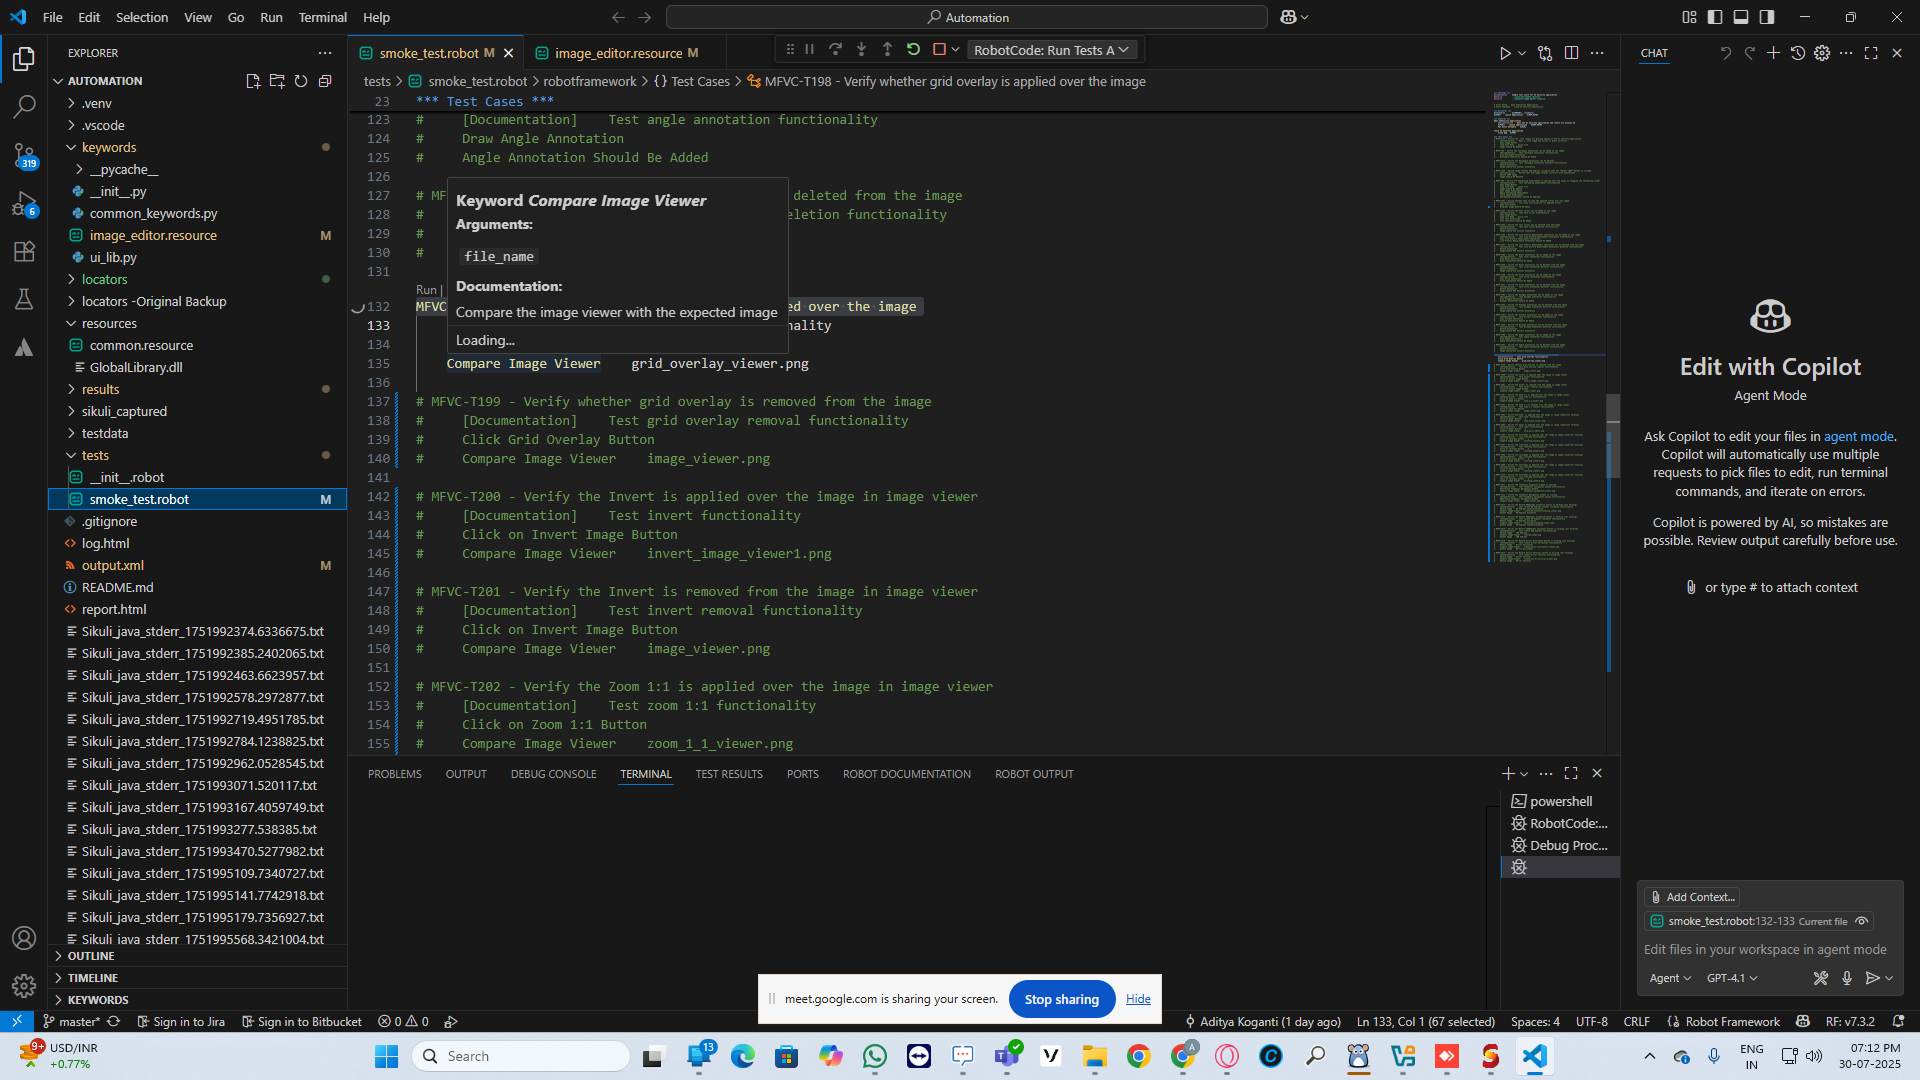 File Edit Selection View Go Run Terminal Help
Automation
EXPLORER
AUTOMATION
.venv
.vscode
keywords
__pycache__
__init__.py
common_keywords.py
image_editor.resource M
ui_lib.py
locators
locators -Original Backup
resources
common.resource
GlobalLibrary.dll
results
sikuli_captured
testdata
tests
__init__.robot
smoke_test.robot M
.gitignore
log.html
output.xml M
README.md
report.html
Sikuli_java_stderr_1751992374.6336675.txt
Sikuli_java_stderr_1751992385.2402065.txt
Sikuli_java_stderr_1751992463.6623957.txt
Sikuli_java_stderr_1751992578.2972877.txt
Sikuli_java_stderr_1751992719.4951785.txt
Sikuli_java_stderr_1751992784.1238825.txt
Sikuli_java_stderr_1751992962.0528545.txt
Sikuli_java_stderr_1751993071.520117.txt
Sikuli_java_stderr_1751993167.4059749.txt
Sikuli_java_stderr_1751993277.538385.txt
Sikuli_java_stderr_1751993470.5277982.txt
Sikuli_java_stderr_1751995109.7340727.txt
Sikuli_java_stderr_1751995141.7742918.txt
Sikuli_java_stderr_1751995179.7356927.txt
Sikuli_java_stderr_1751995568.3421004.txt
OUTLINE
TIMELINE
KEYWORDS
319
6
smoke_test.robot M
image_editor.resource M
RobotCode: Run Tests A
tests > smoke_test.robot > robotframework > {} Test Cases > MFVC-T198 - Verify whether grid overlay is applied over the image
23 *** Test Cases ***
123 # [Documentation] Test angle annotation functionality
124 # Draw Angle Annotation
125 # Angle Annotation Should Be Added
126
127 # MF deleted from the image
128 # eletion functionality
129 #
130 #
131
Run |
132 MFVC ed over the image
133 nality
134
135 Compare Image Viewer grid_overlay_viewer.png
136
Keyword Compare Image Viewer
Arguments:
file_name
Documentation:
Compare the image viewer with the expected image
Loading...
137 # MFVC-T199 - Verify whether grid overlay is removed from the image
138 # [Documentation] Test grid overlay removal functionality
139 # Click Grid Overlay Button
140 # Compare Image Viewer image_viewer.png
141
142 # MFVC-T200 - Verify the Invert is applied over the image in image viewer
143 # [Documentation] Test invert functionality
144 # Click on Invert Image Button
145 # Compare Image Viewer invert_image_viewer1.png
146
147 # MFVC-T201 - Verify the Invert is removed from the image in image viewer
148 # [Documentation] Test invert removal functionality
149 # Click on Invert Image Button
150 # Compare Image Viewer image_viewer.png
151
152 # MFVC-T202 - Verify the Zoom 1:1 is applied over the image in image viewer
153 # [Documentation] Test zoom 1:1 functionality
154 # Click on Zoom 1:1 Button
155 # Compare Image Viewer zoom_1_1_viewer.png
PROBLEMS OUTPUT DEBUG CONSOLE TERMINAL TEST RESULTS PORTS ROBOT DOCUMENTATION ROBOT OUTPUT
powershell
RobotCode:...
Debug Proc...
CHAT
Edit with Copilot
Agent Mode
Ask Copilot to edit your files in agent mode.
Copilot will automatically use multiple
requests to pick files to edit, run terminal
commands, and iterate on errors.
Copilot is powered by AI, so mistakes are
possible. Review output carefully before use.
or type # to attach context
Add Context...
smoke_test.robot:132-133 Current file
Edit files in your workspace in agent mode
Agent GPT-4.1
meet.google.com is sharing your screen. Stop sharing Hide
master* Sign in to Jira Sign in to Bitbucket 0 0
Aditya Koganti (1 day ago) Ln 133, Col 1 (67 selected) Spaces: 4 UTF-8 CRLF {} Robot Framework RF: v7.3.2
9+ USD/INR
+0.77%
Search
13
A
ENG
IN
07:12 PM
30-07-2025